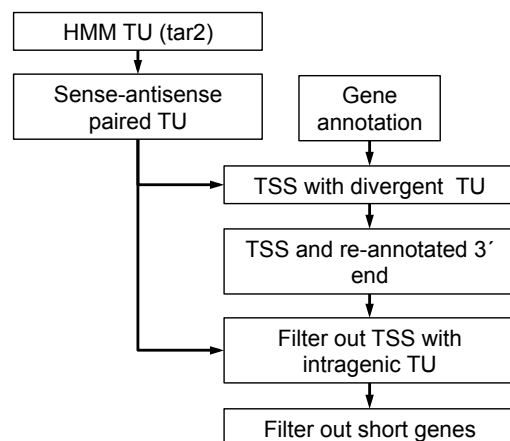 HMM TU (tar2)
Sense-antisense
paired TU
Gene
annotation
TSS with divergent TU
TSS and re-annotated 3´
end
Filter out TSS with
intragenic TU
Filter out short genes